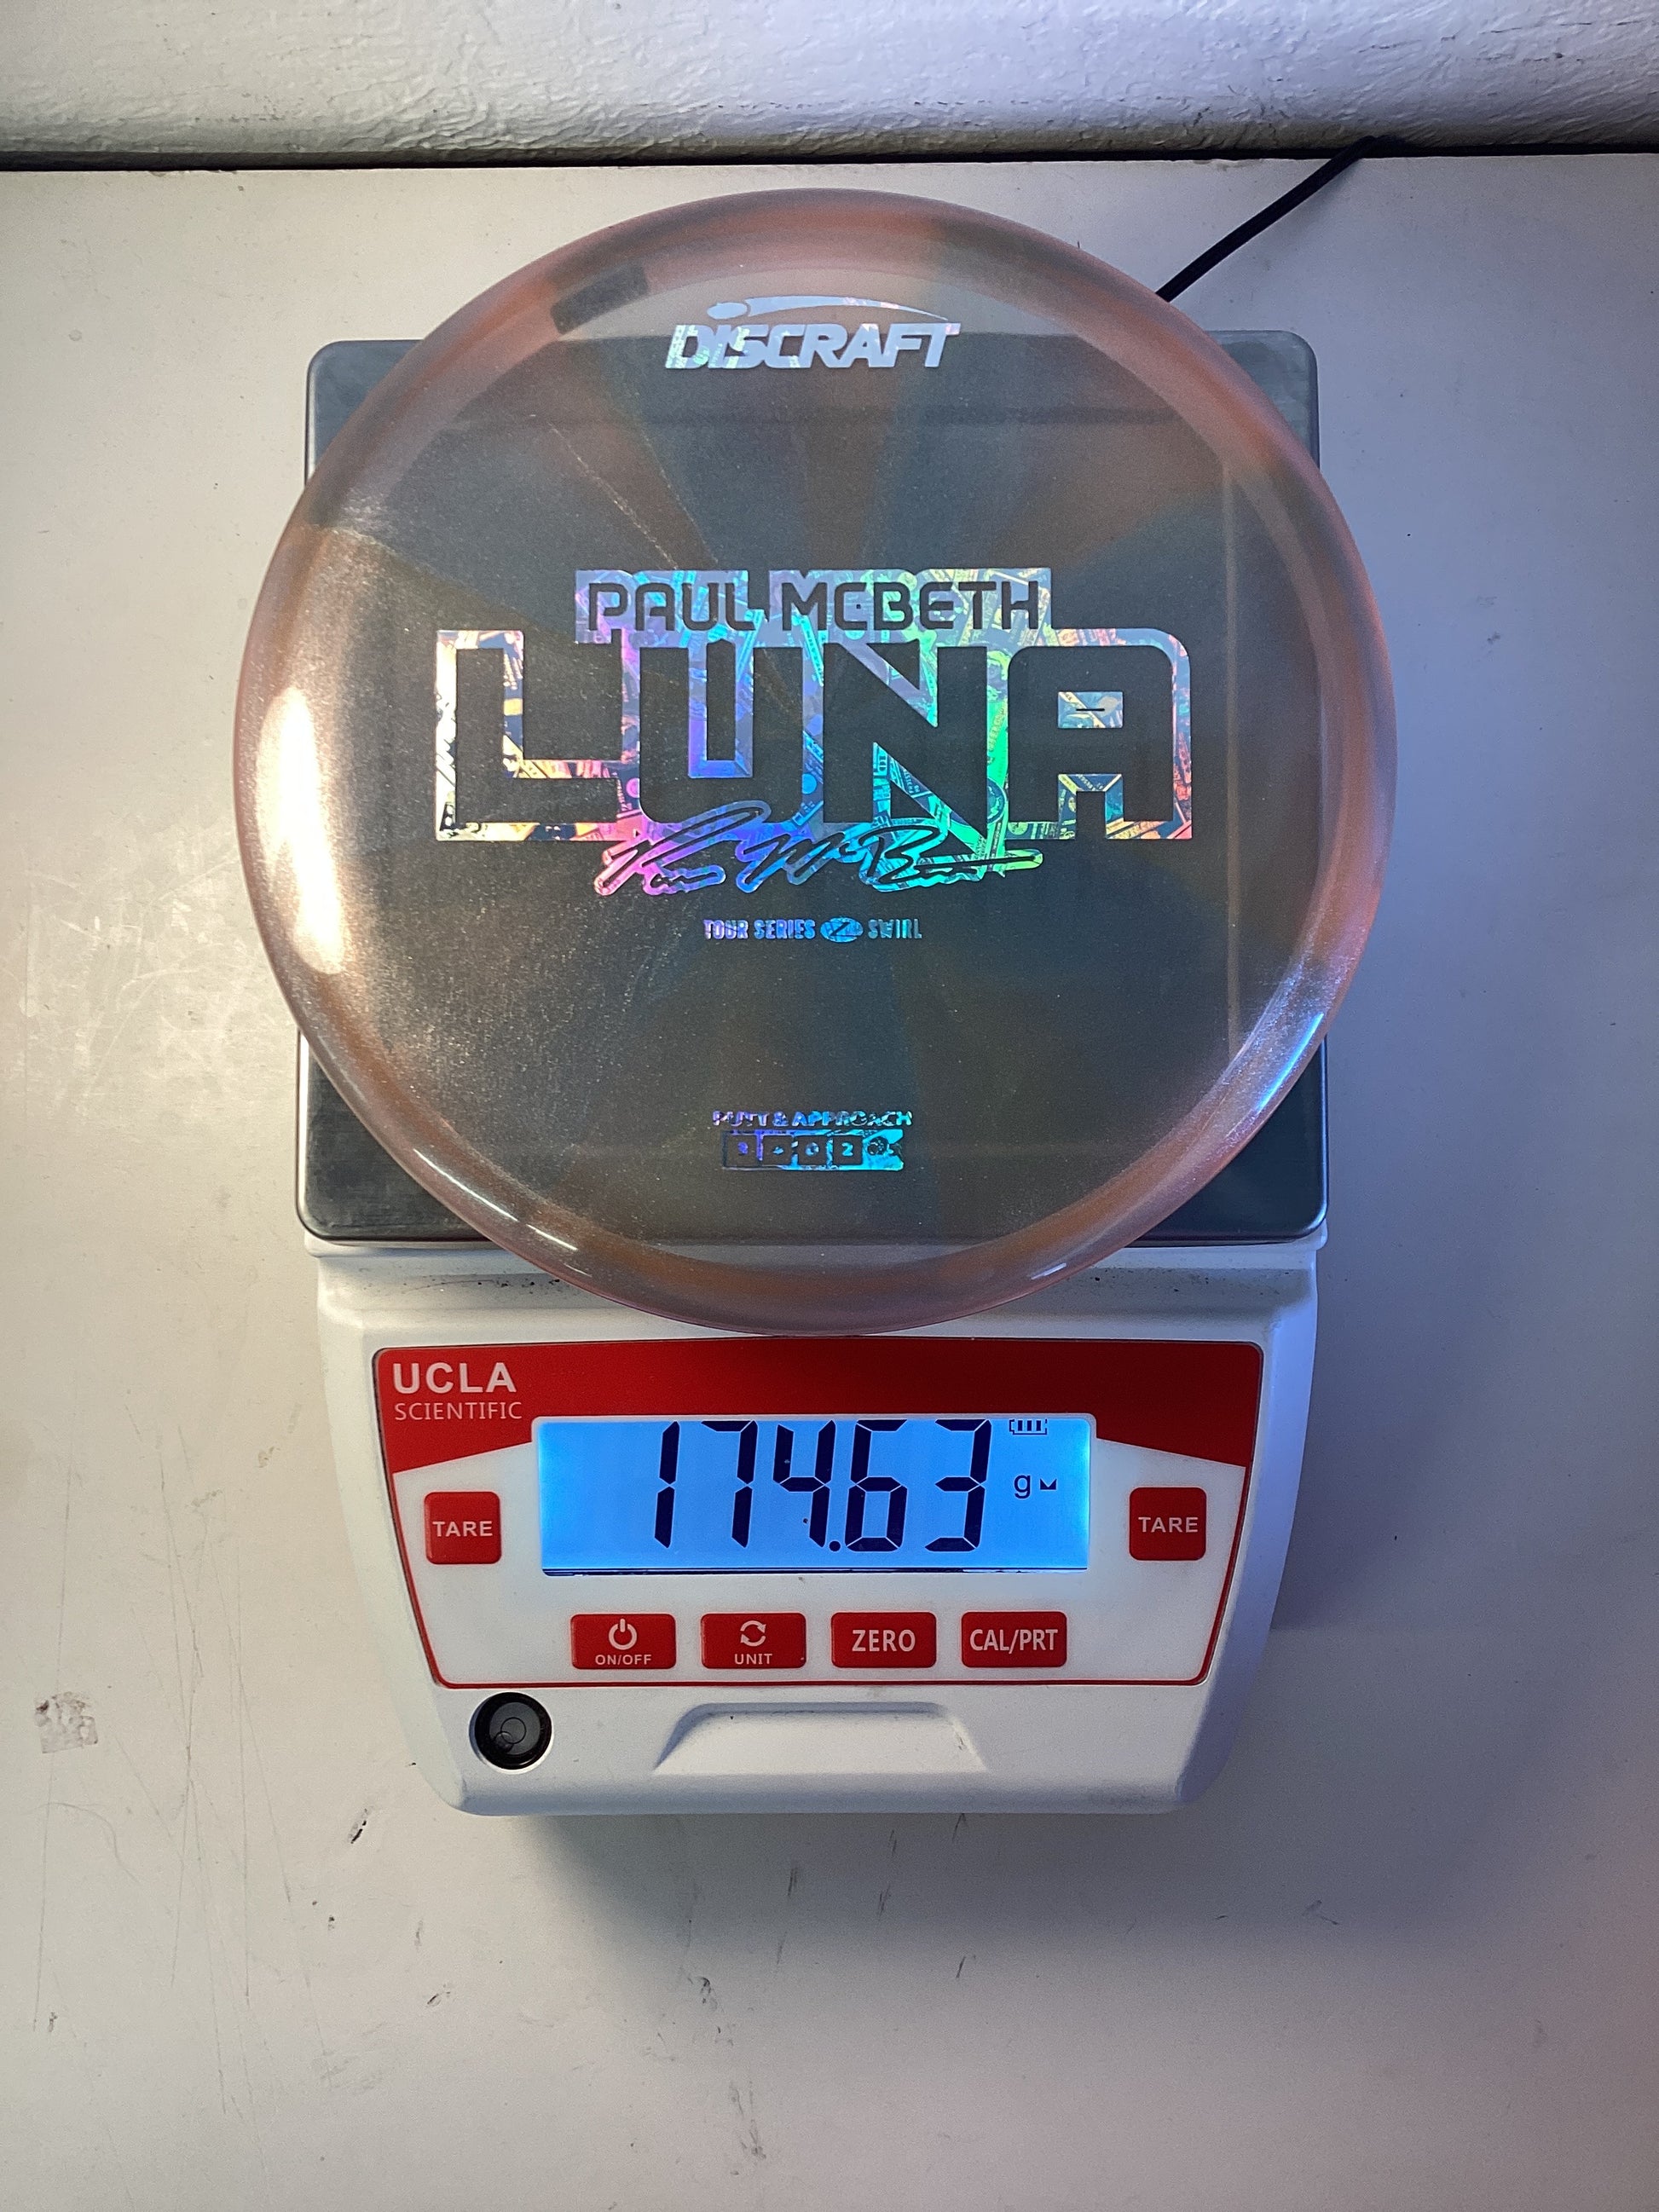 DISCRAFT
PAUL MCBETH
LUNA
TOUR SERIES Z SWIRL
PUTT & APPROACH
UCLA
SCIENTIFIC
174.63 g
TARE
TARE
ON/OFF
UNIT
ZERO
CAL/PRT